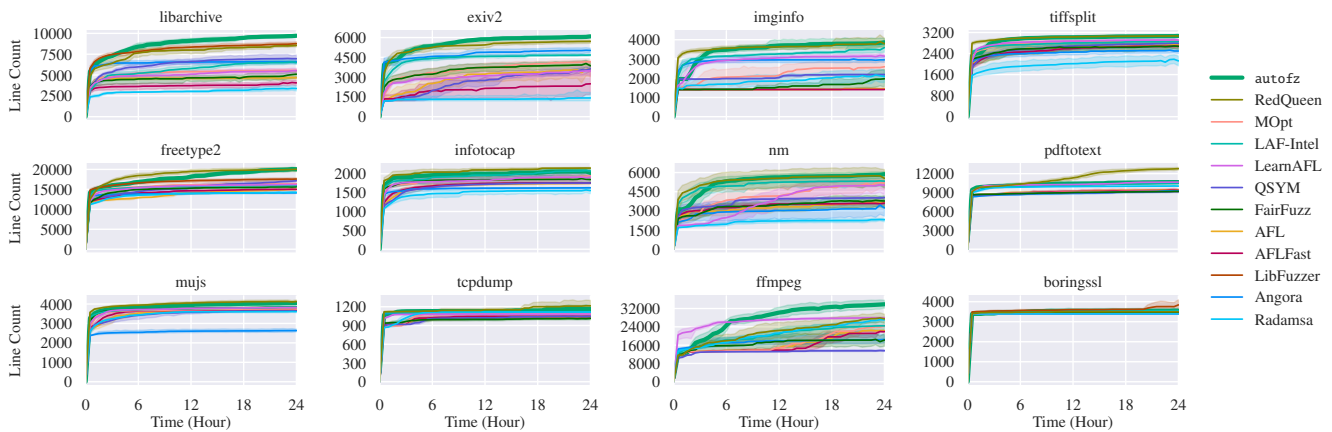 libarchive
exiv2
imginfo
tiffsplit
Line Count
10000
7500
5000
2500
0
6000
4500
3000
1500
0
4000
3000
2000
1000
0
3200
2400
1600
800
0
freetype2
infotocap
nm
pdftotext
Line Count
20000
15000
10000
5000
0
2000
1500
1000
500
0
6000
4500
3000
1500
0
12000
9000
6000
3000
0
mujs
tcpdump
ffmpeg
boringssl
Line Count
4000
3000
2000
1000
0
1200
900
600
300
0
32000
24000
16000
8000
0
4000
3000
2000
1000
0
0 6 12 18 24
0 6 12 18 24
0 6 12 18 24
0 6 12 18 24
Time (Hour)
Time (Hour)
Time (Hour)
Time (Hour)
autofz
RedQueen
MOpt
LAF-Intel
LearnAFL
QSYM
FairFuzz
AFL
AFLFast
LibFuzzer
Angora
Radamsa